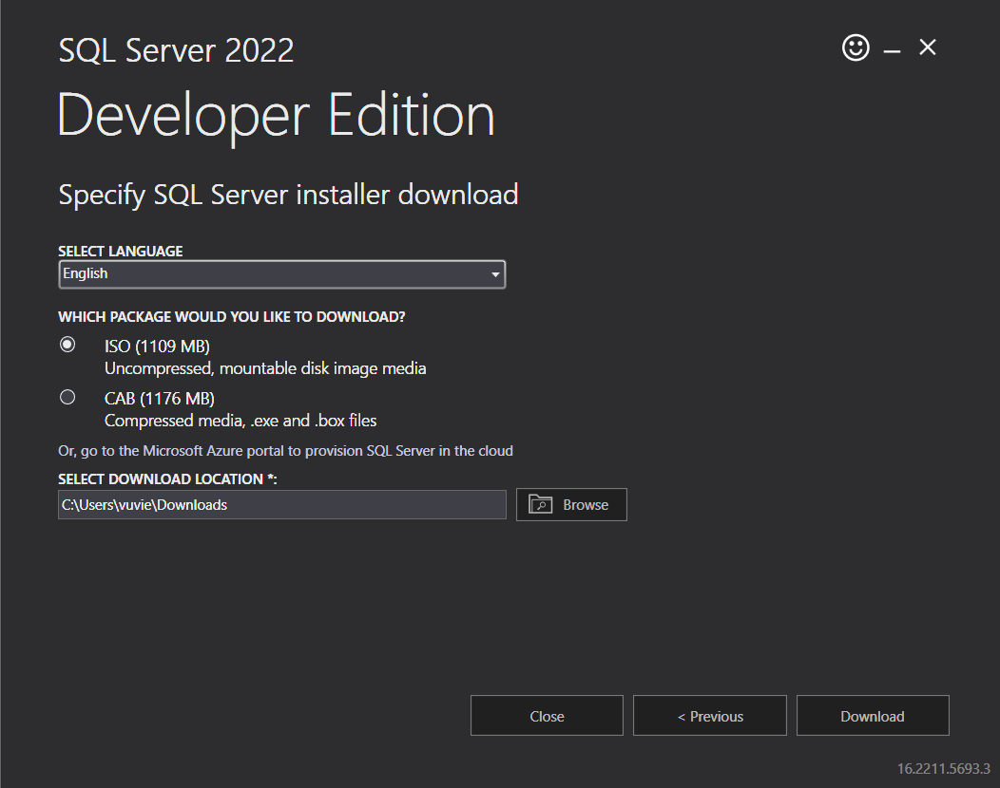 SQL Server 2022
Developer Edition
Specify SQL Server installer download
SELECT LANGUAGE
English
WHICH PACKAGE WOULD YOU LIKE TO DOWNLOAD?
ISO (1109 MB)
Uncompressed, mountable disk image media
CAB (1176 MB)
Compressed media, .exe and .box files
Or, go to the Microsoft Azure portal to provision SQL Server in the cloud
SELECT DOWNLOAD LOCATION *:
C:\Users\vuvie\Downloads
Browse
Close
< Previous
Download
16.2211.5693.3